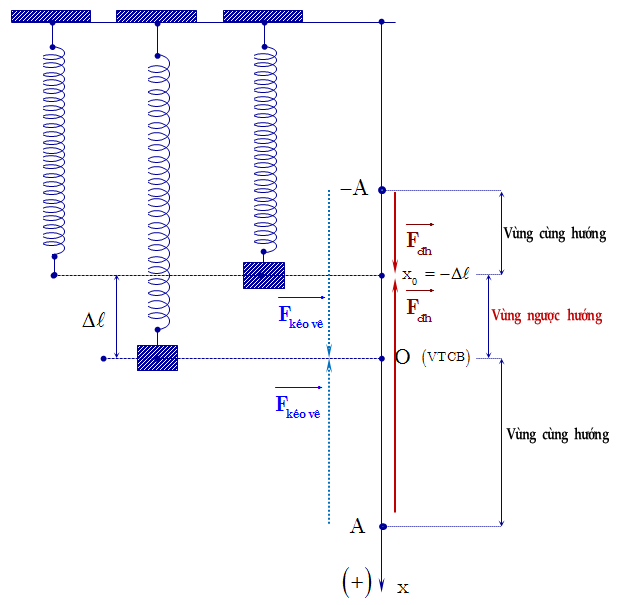 −A
F đh
Vùng cùng hướng
x₀ = −Δℓ
F đh
F kéo về
Vùng ngược hướng
Δℓ
O (VTCB)
F kéo về
Vùng cùng hướng
A
(+)
x